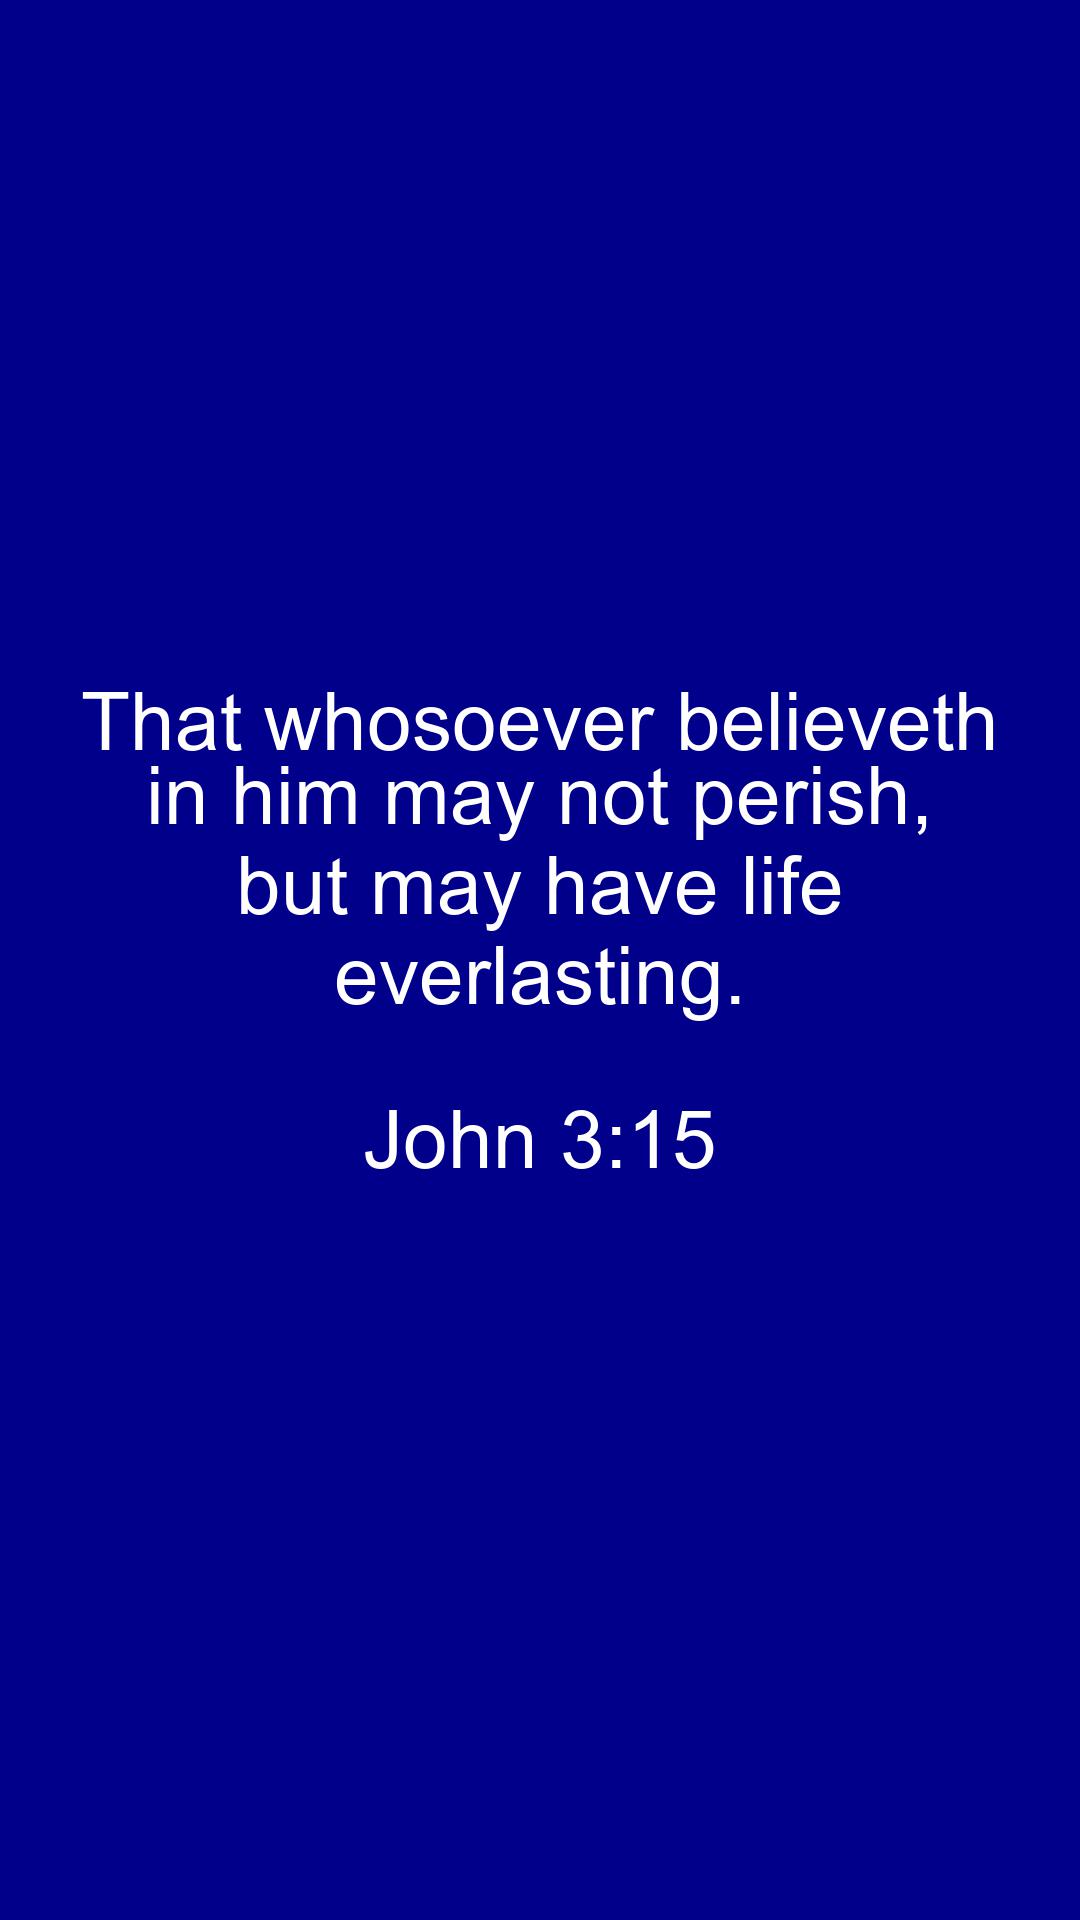 That whosoever believeth
in him may not perish,
but may have life
everlasting.
John 3:15